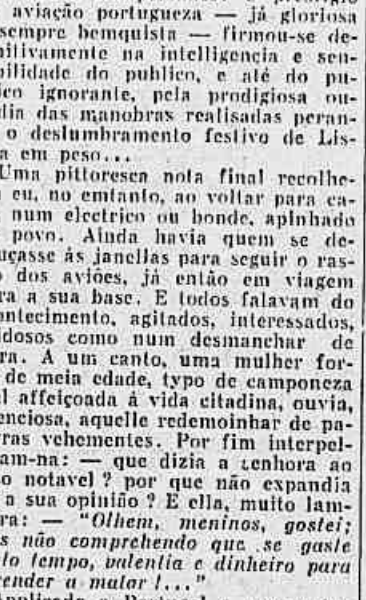 aviação portugueza — já gloriosa
sempre bemquista — firmou-se de-
nitivamente na intelligencia e sen-
bilidade do publico, e até do pu-
ico ignorante, pela prodigiosa ou-
dia das manobras realisadas peran-
o deslumbramento festivo de Lis-
a em peso...
Uma pittoresca nota final recolhe-
eu, no emtanto, ao voltar para ca-
num electrico ou bonde, apinhado
povo. Ainda havia quem se de-
uçasse ás janellas para seguir o ras-
o dos aviões, já então em viagem
ra a sua base. E todos falavam do
ontecimento, agitados, interessados,
idosos como num desmanchar de
ra. A um canto, uma mulher for-
de meia edade, typo de camponeza
al affeiçoada á vida citadina, ouvia,
enciosa, aquelle redemoinhar de pa-
ras vehementes. Por fim interpel-
am-na: — que dizia a senhora ao
o notavel? por que não expandia
a sua opinião? E ella, muito lam-
ra: — "Olhem, meninos, gostei;
s não comprehendo que se gaste
to tempo, valentia e dinheiro para
render a matar!..."